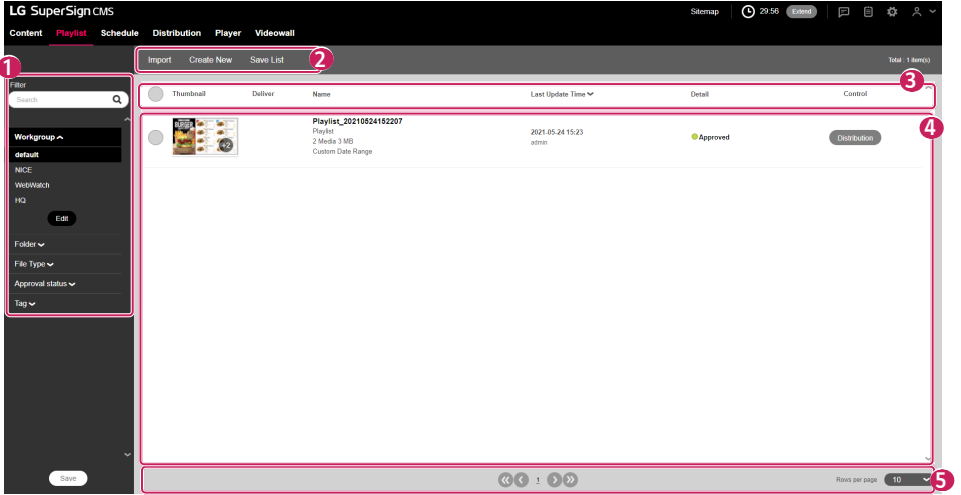 LG SuperSign CMS
Sitemap 29:56 Extend
Content Playlist Schedule Distribution Player Videowall
1
Import Create New Save List 2
Total : 1 item(s)
Filter
Search
3
Thumbnail Deliver Name Last Update Time Detail Control
4
Workgroup
default
NICE
WebWatch
HQ
Edit
Folder
File Type
Approval status
Tag
Save
BURGER
+2
Playlist_20210524152207
Playlist
2 Media 3 MB
Custom Date Range
2021-05.24 15:23
admin
Approved
Distribution
1
Rows per page 10
5